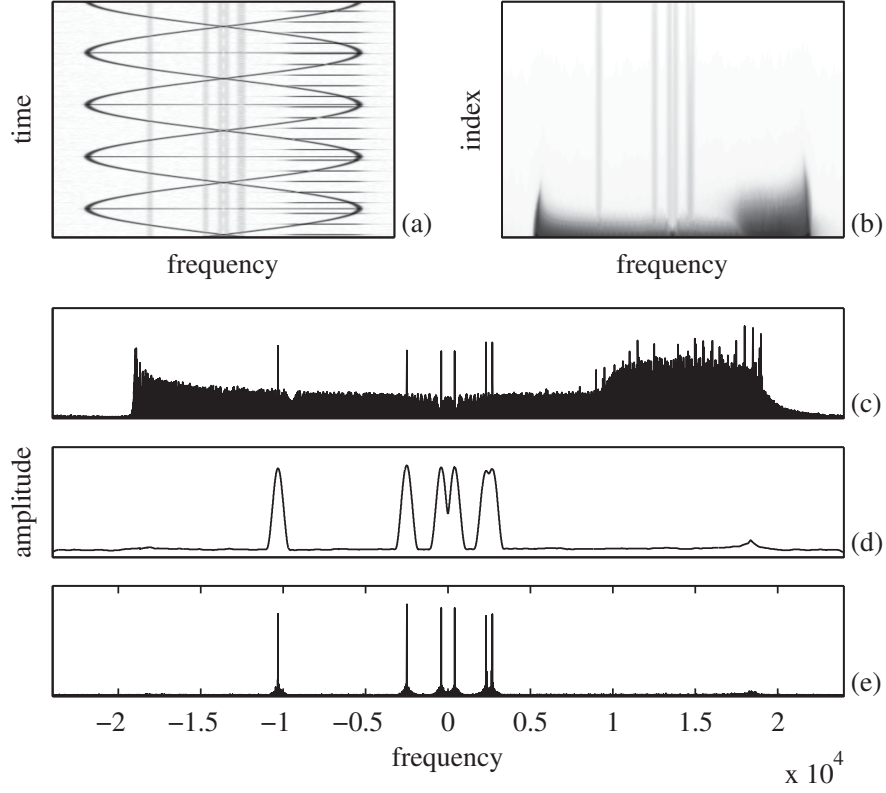 time
(a)
frequency
index
(b)
frequency
(c)
amplitude
(d)
(e)
−2 −1.5 −1 −0.5 0 0.5 1 1.5 2
frequency
x 10^4